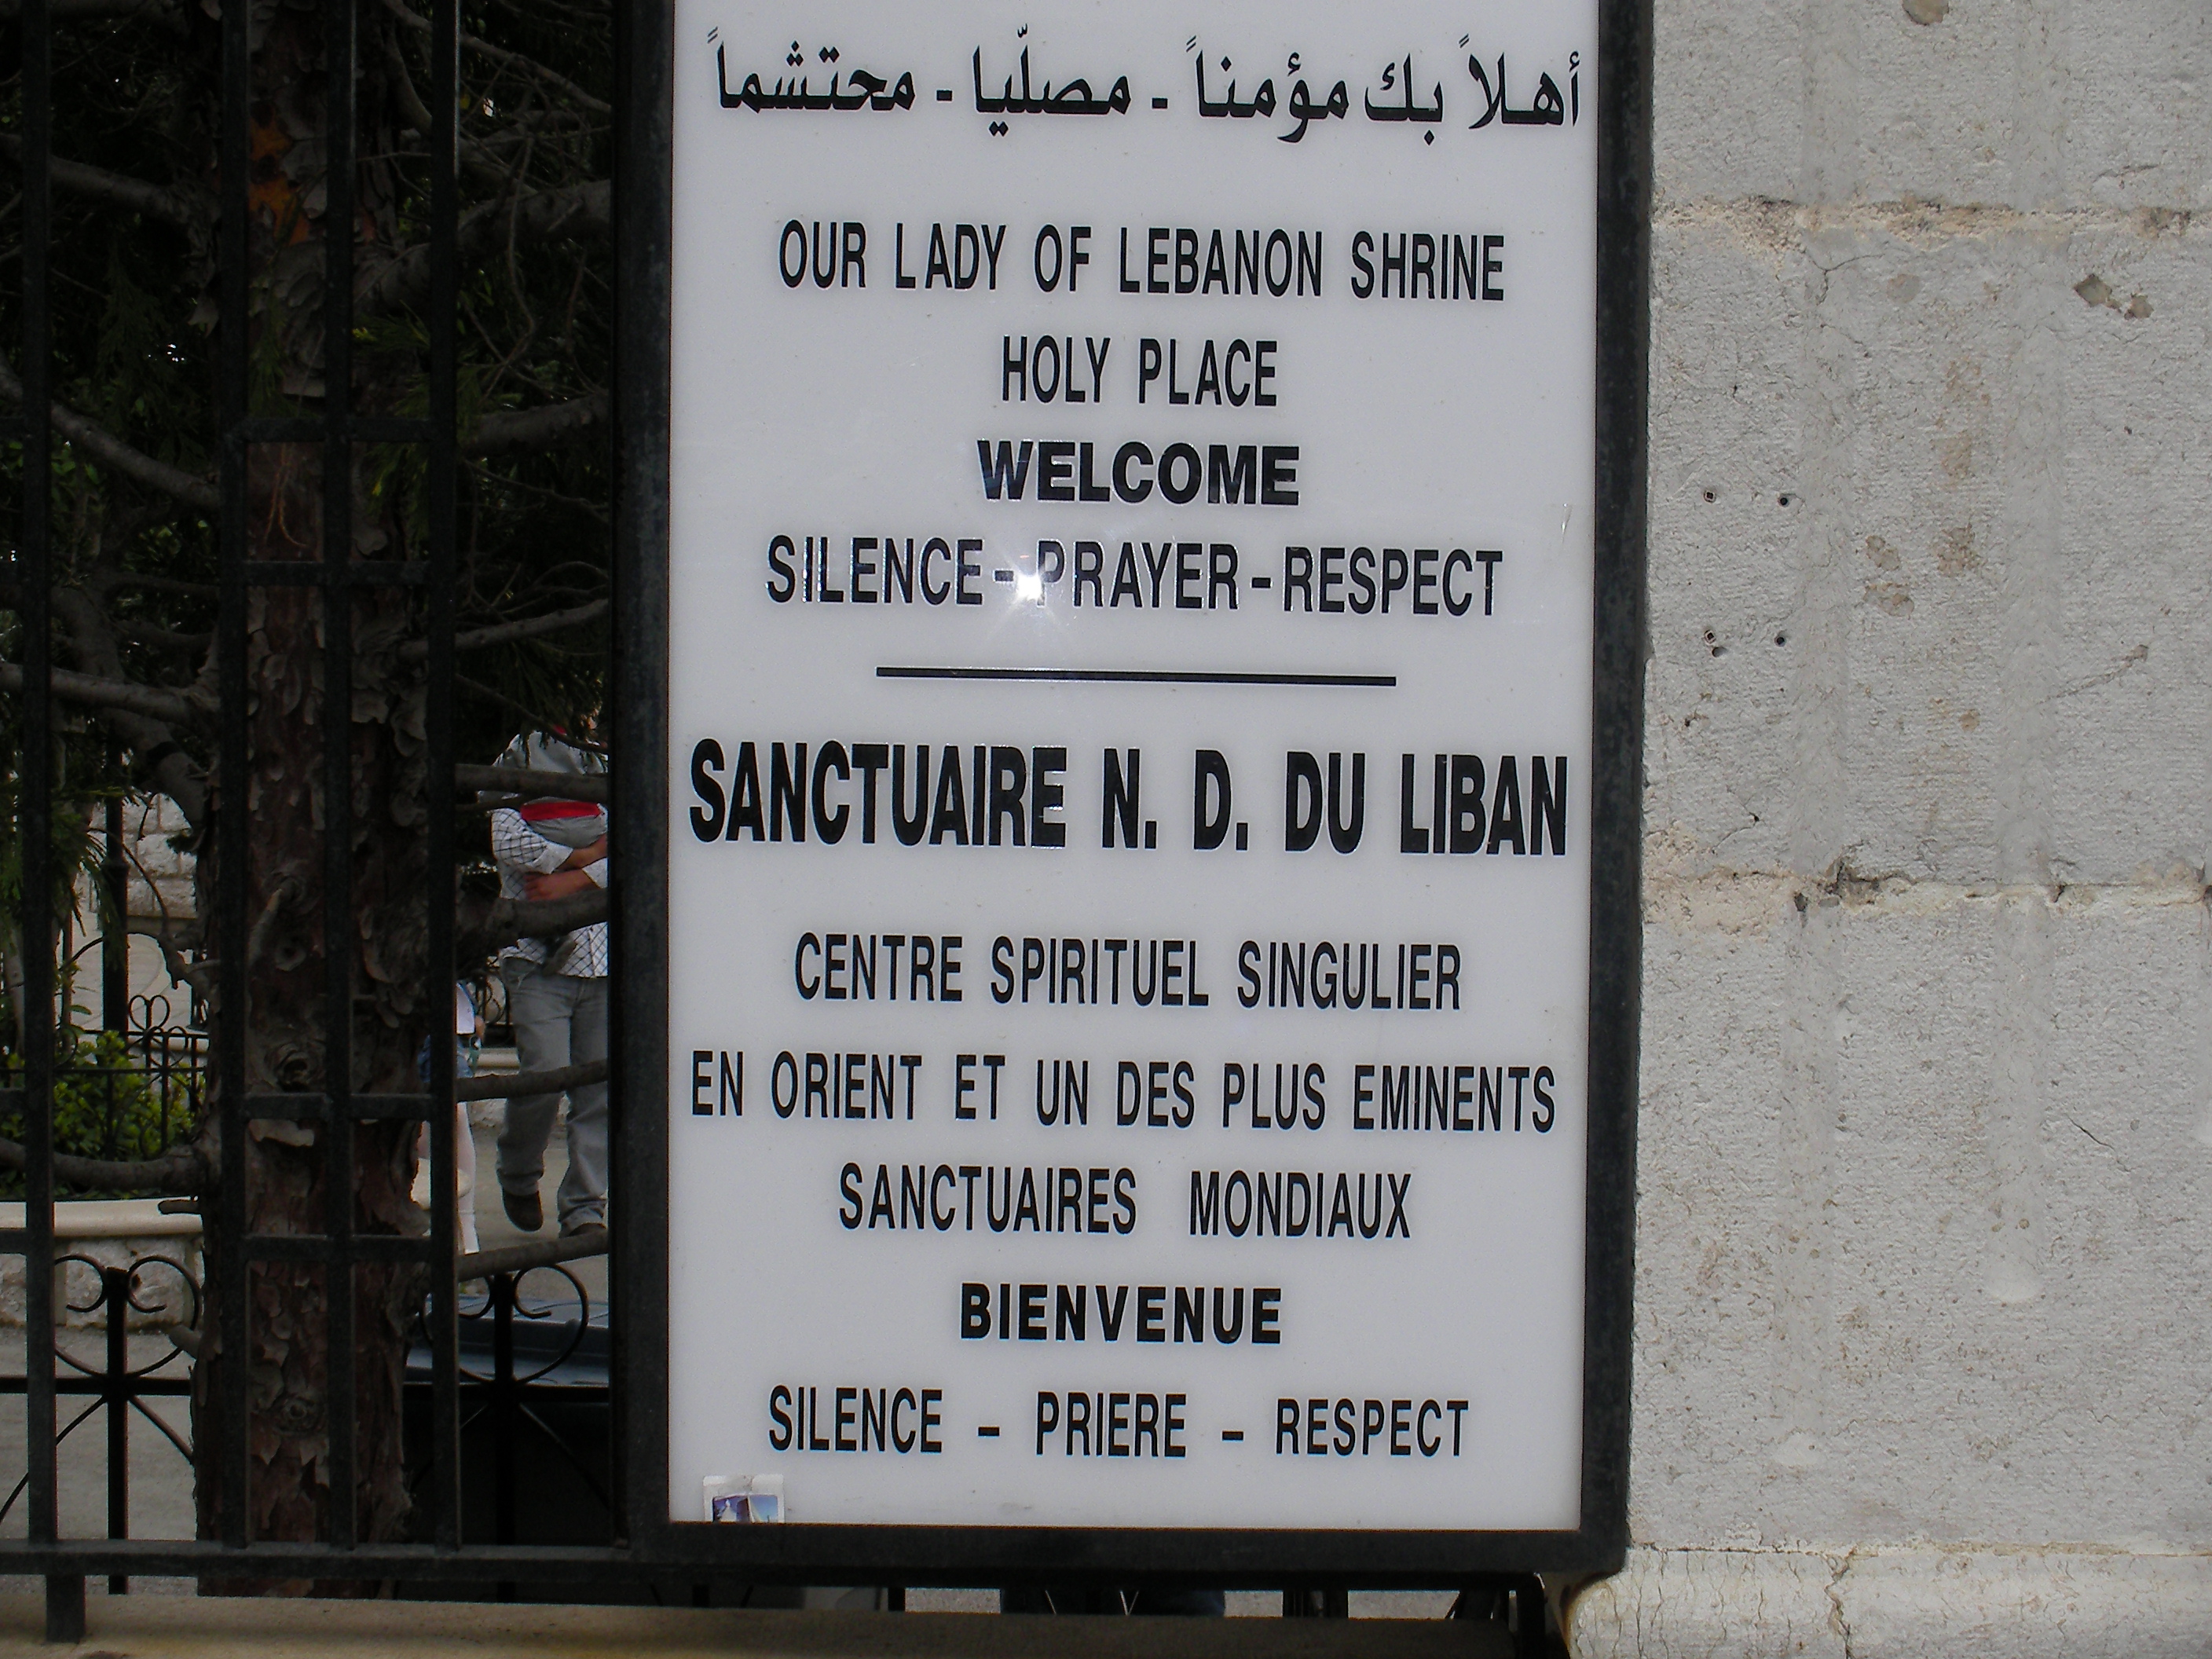 أهلاً بك مؤمناً - مصلّيا - محتشماً
OUR LADY OF LEBANON SHRINE
HOLY PLACE
WELCOME
SILENCE - PRAYER - RESPECT
SANCTUAIRE N. D. DU LIBAN
CENTRE SPIRITUEL SINGULIER
EN ORIENT ET UN DES PLUS EMINENTS
SANCTUAIRES MONDIAUX
BIENVENUE
SILENCE - PRIERE - RESPECT